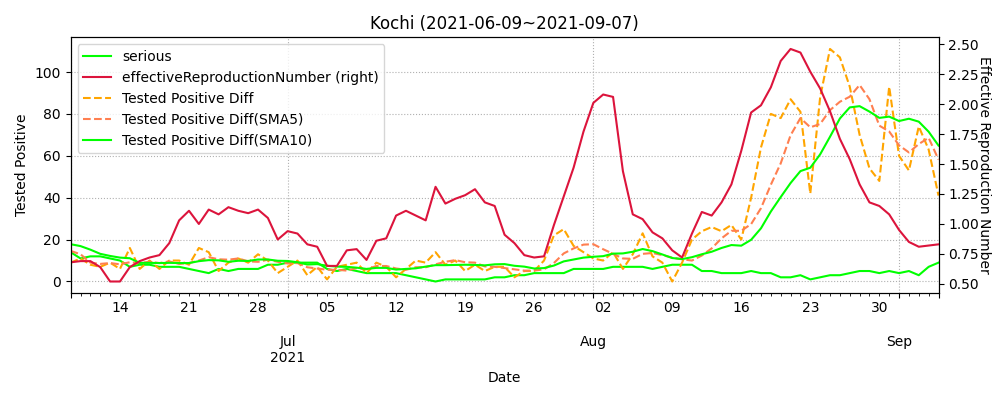 Kochi (2021-06-09~2021-09-07)
serious
effectiveReproductionNumber (right)
Tested Positive Diff
Tested Positive Diff(SMA5)
Tested Positive Diff(SMA10)
Tested Positive
100
80
60
40
20
0
2.50
2.25
2.00
1.75
1.50
1.25
1.00
0.75
0.50
Effective Reproduction Number
14 21 28 05 12 19 26 02 09 16 23 30
Jul Aug Sep
2021
Date